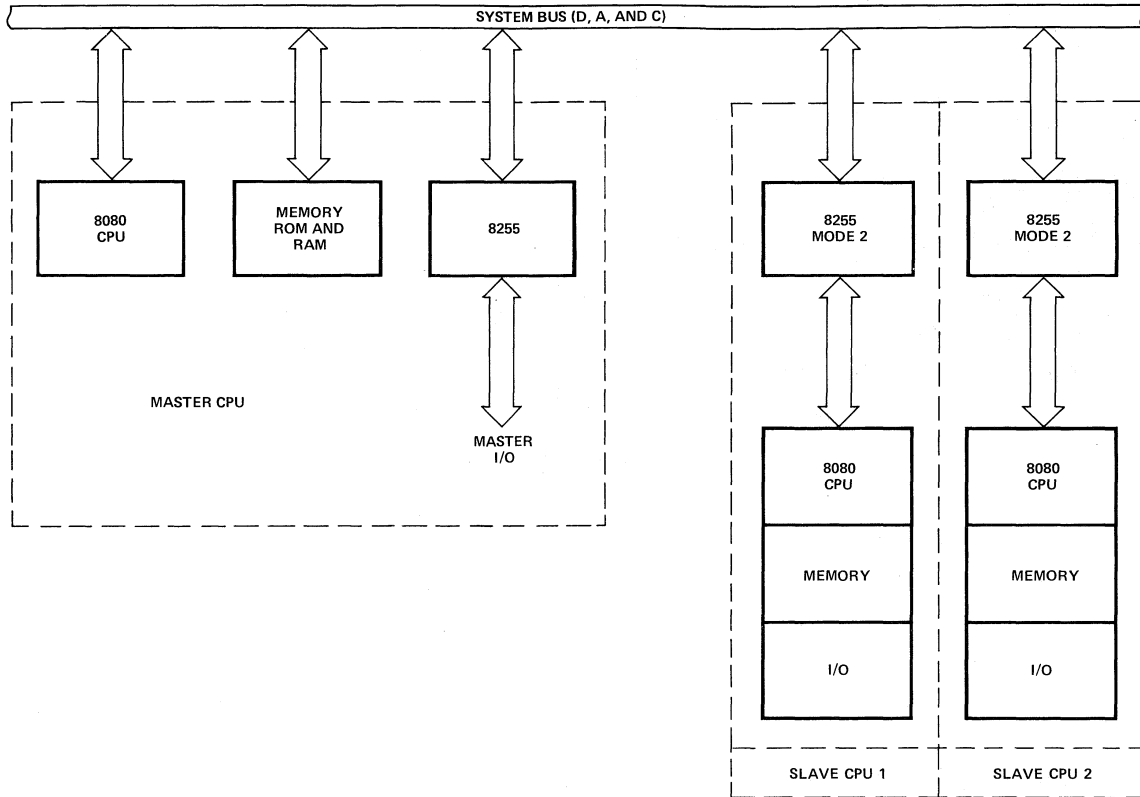 SYSTEM BUS (D, A, AND C)
8080
CPU
MEMORY
ROM AND
RAM
8255
MASTER CPU
MASTER
I/O
8255
MODE 2
8080
CPU
MEMORY
I/O
SLAVE CPU 1
8255
MODE 2
8080
CPU
MEMORY
I/O
SLAVE CPU 2